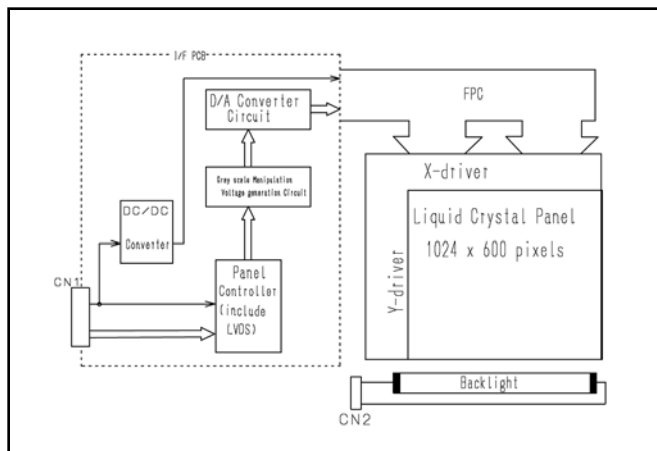 I/F PCB
D/A Converter
Circuit
FPC
Grey scale Manipulation
Voltage generation Circuit
X-driver
DC/DC
Converter
Liquid Crystal Panel
1024 x 600 pixels
Y-driver
CN1
Panel
Controller
(include
LVDS)
Backlight
CN2